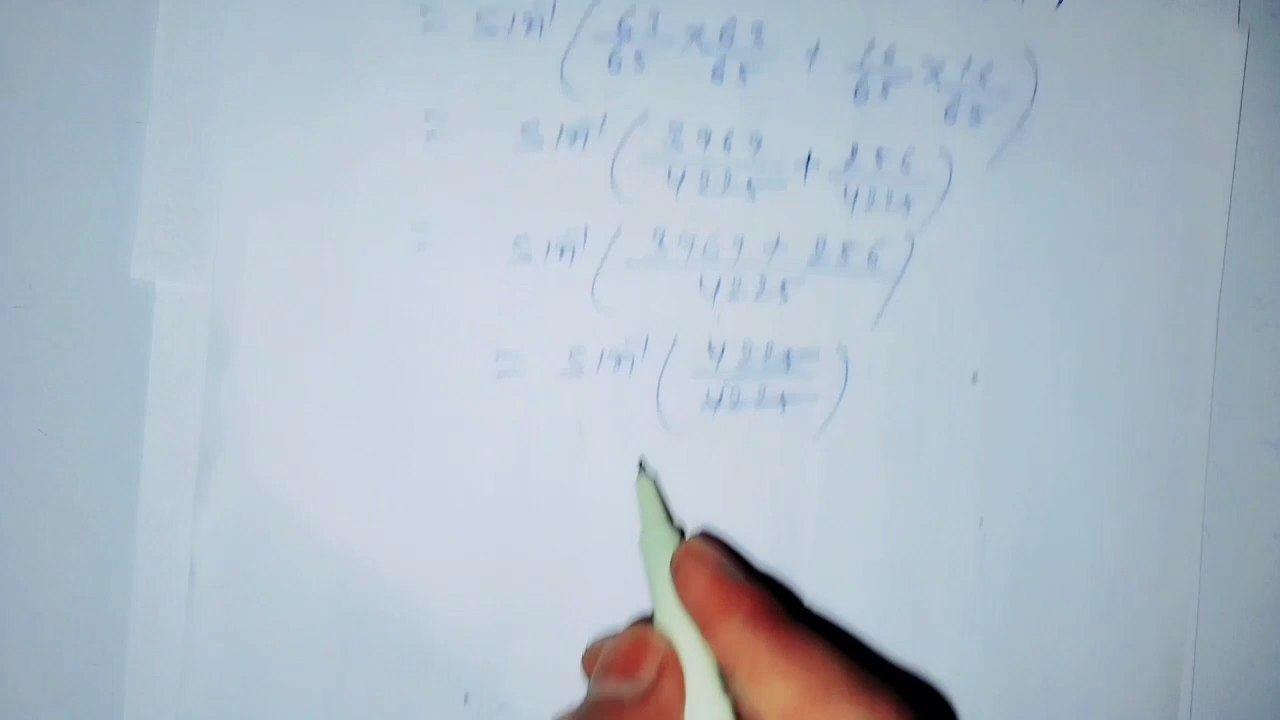 = sin⁻¹ ( 63/65 × 63/65 + 16/65 × 16/65 )
= sin⁻¹ ( 3969/4225 + 256/4225 )
= sin⁻¹ ( 3969 + 256 / 4225 )
= sin⁻¹ ( 4225/4225 )